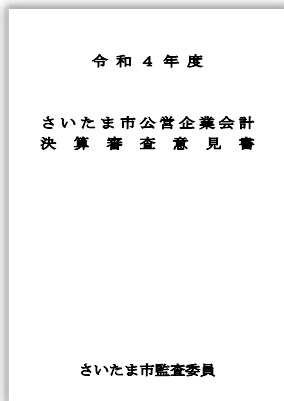 令和４年度
さいたま市公営企業会計
決算審査意見書
さいたま市監査委員